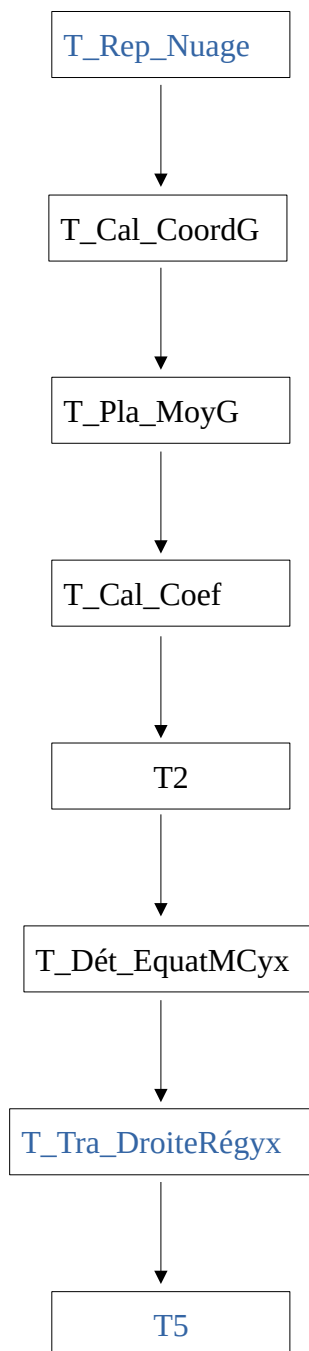 T_Rep_Nuage
T_Cal_CoordG
T_Pla_MoyG
T_Cal_Coef
T2
T_Dét_EquatMCyx
T_Tra_DroiteRégyx
T5